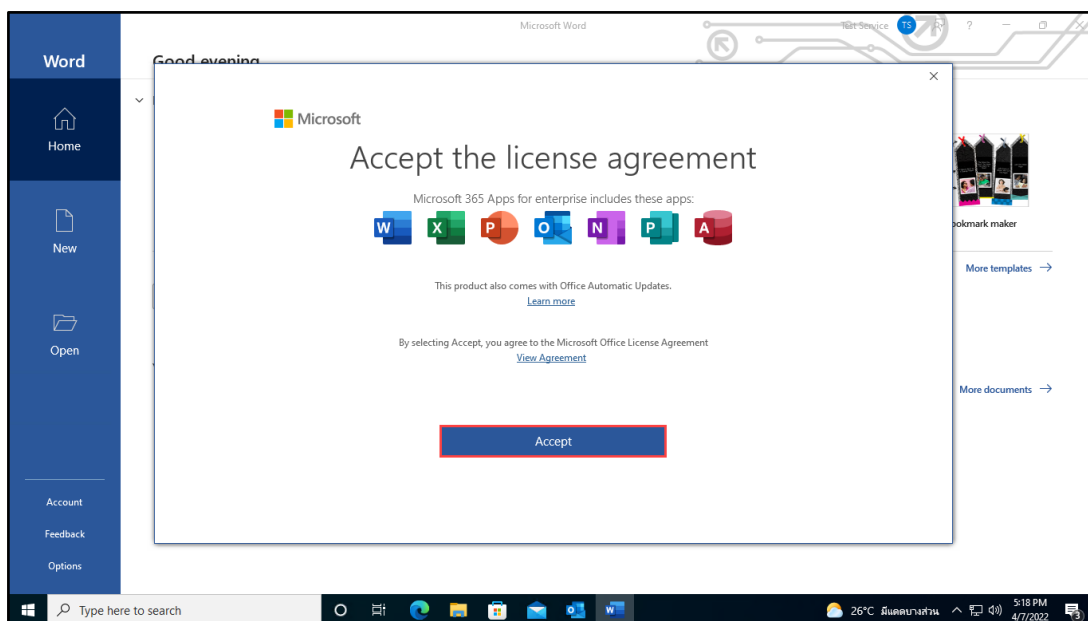 Microsoft Word
Test Service
TS
?
Word
Good evening
Home
New
Open
Account
Feedback
Options
Microsoft
Accept the license agreement
Microsoft 365 Apps for enterprise includes these apps:
W X P O N P A
This product also comes with Office Automatic Updates.
Learn more
By selecting Accept, you agree to the Microsoft Office License Agreement
View Agreement
Accept
More templates
More documents
Type here to search
26°C มีแดดบางส่วน
5:18 PM
4/7/2022
3